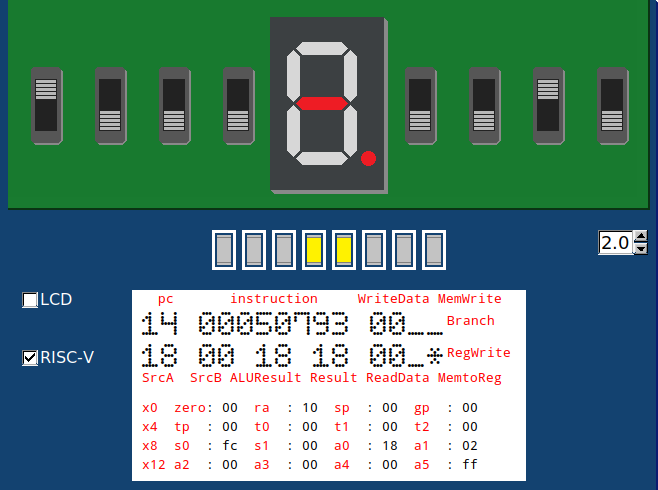 2.0
LCD
RISC-V
pc instruction WriteData MemWrite
14 00050793 00__ Branch
18 00 18 18 00_* RegWrite
SrcA SrcB ALUResult Result ReadData MemtoReg
x0 zero: 00 ra : 10 sp : 00 gp : 00
x4 tp : 00 t0 : 00 t1 : 00 t2 : 00
x8 s0 : fc s1 : 00 a0 : 18 a1 : 02
x12 a2 : 00 a3 : 00 a4 : 00 a5 : ff